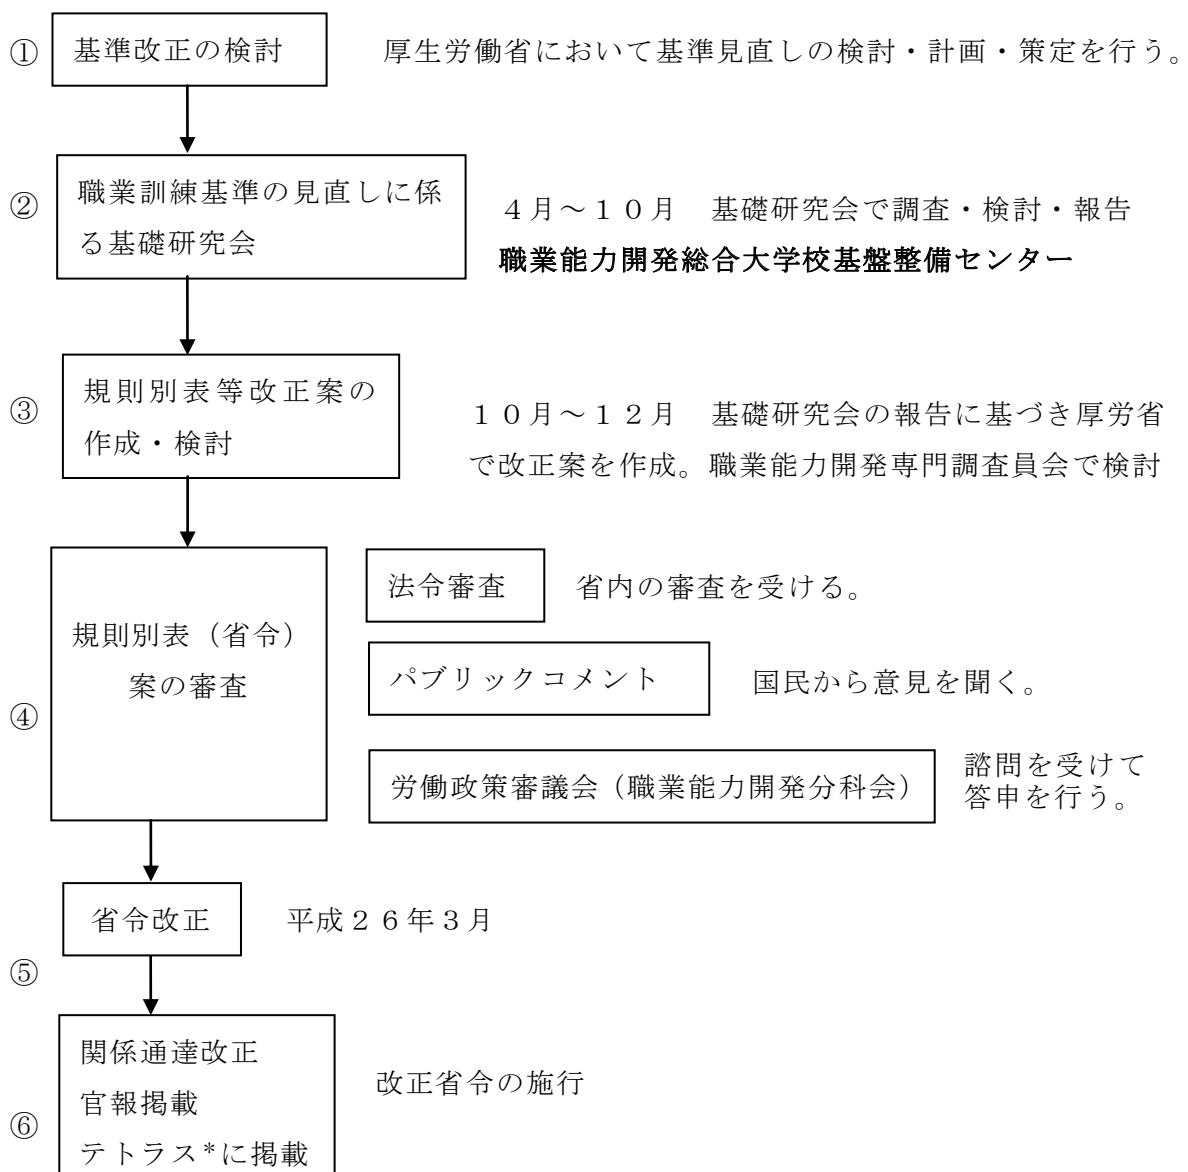 ① 基準改正の検討 厚生労働省において基準見直しの検討・計画・策定を行う。
② 職業訓練基準の見直しに係
る基礎研究会
４月～１０月 基礎研究会で調査・検討・報告
職業能力開発総合大学校基盤整備センター
③ 規則別表等改正案の
作成・検討
１０月～１２月 基礎研究会の報告に基づき厚労省
で改正案を作成。職業能力開発専門調査員会で検討
④ 規則別表（省令）
案の審査
法令審査 省内の審査を受ける。
パブリックコメント 国民から意見を聞く。
労働政策審議会（職業能力開発分科会） 諮問を受けて
答申を行う。
⑤ 省令改正 平成２６年３月
⑥ 関係通達改正
官報掲載
テトラス*に掲載
改正省令の施行